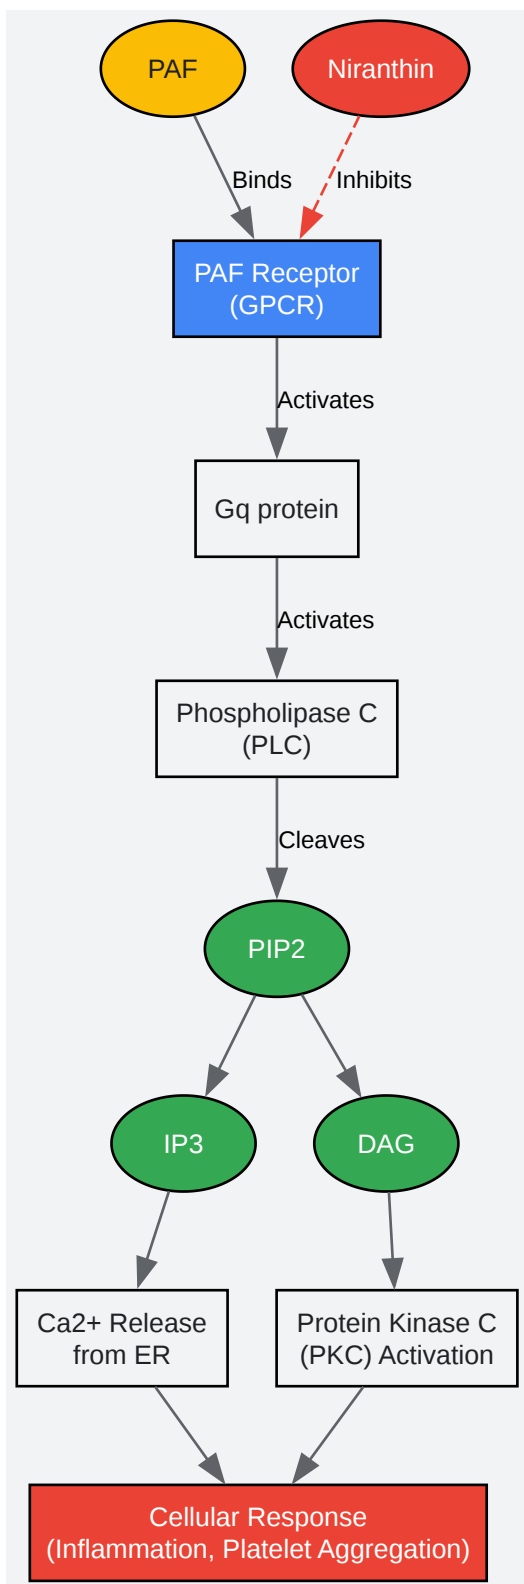 PAF
Niranthin
Binds
Inhibits
PAF Receptor
(GPCR)
Activates
Gq protein
Activates
Phospholipase C
(PLC)
Cleaves
PIP2
IP3
DAG
Ca2+ Release
from ER
Protein Kinase C
(PKC) Activation
Cellular Response
(Inflammation, Platelet Aggregation)